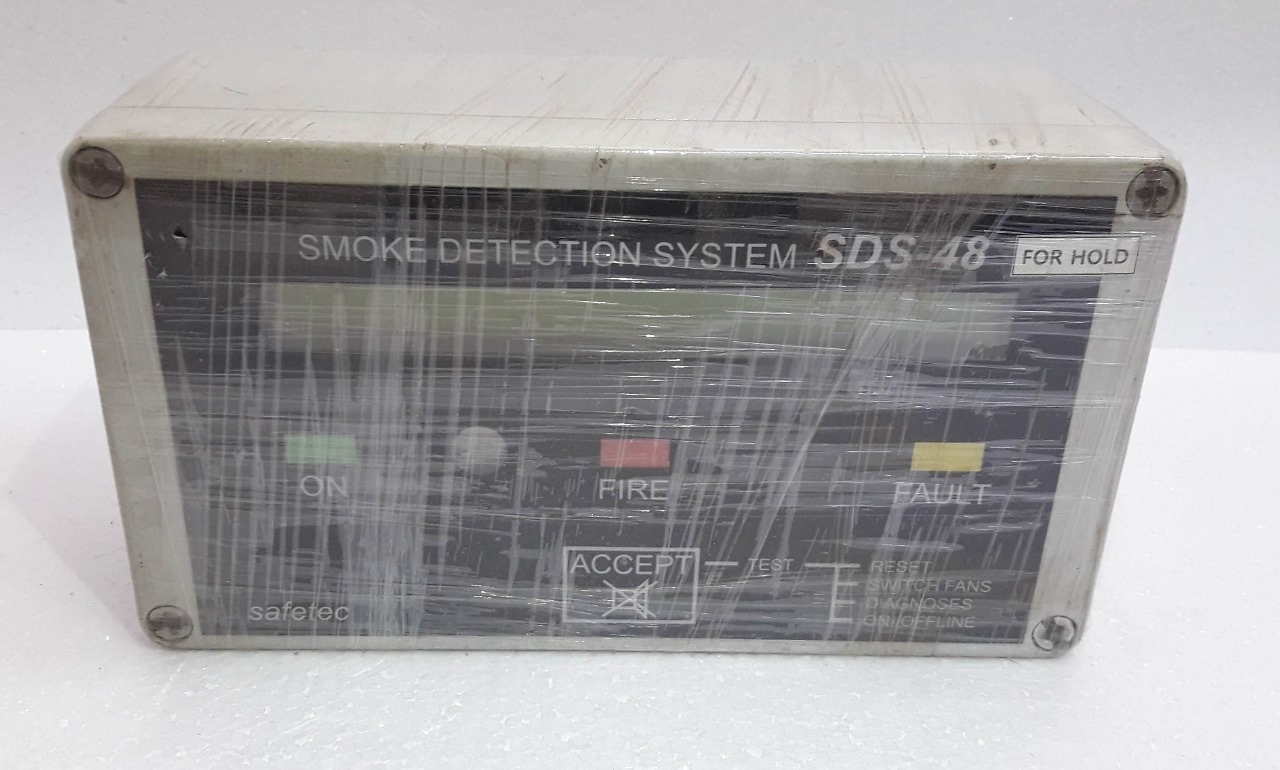 SMOKE DETECTION SYSTEM SDS-48 FOR HOLD
ON FIRE FAULT
ACCEPT TEST RESET
SWITCH FANS
DIAGNOSES
ON-/OFFLINE
safetec